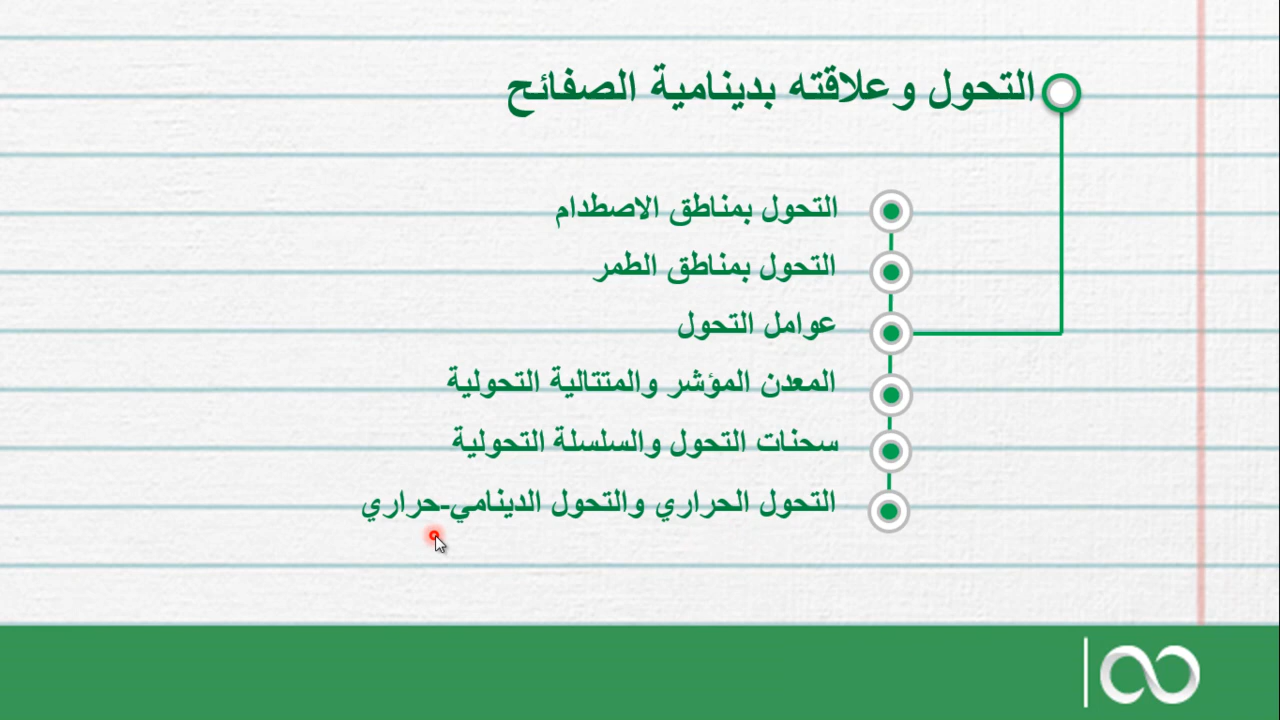 التحول وعلاقته بدينامية الصفائح
التحول بمناطق الاصطدام
التحول بمناطق الطمر
عوامل التحول
المعدن المؤشر والمتتالية التحولية
سحنات التحول والسلسلة التحولية
التحول الحراري والتحول الدينامي-حراري